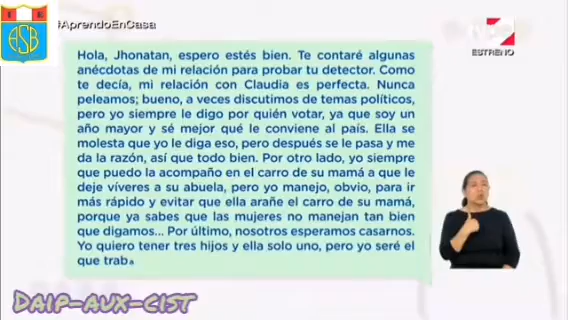 #AprendoEnCasa
ASB
ESTRENO
Hola, Jhonatan, espero estés bien. Te contaré algunas
anécdotas de mi relación para probar tu detector. Como
te decía, mi relación con Claudia es perfecta. Nunca
peleamos; bueno, a veces discutimos de temas políticos,
pero yo siempre le digo por quién votar, ya que soy un
año mayor y sé mejor qué le conviene al país. Ella se
molesta que yo le diga eso, pero después se le pasa y me
da la razón, así que todo bien. Por otro lado, yo siempre
que puedo la acompaño en el carro de su mamá a que le
deje víveres a su abuela, pero yo manejo, obvio, para ir
más rápido y evitar que ella arañe el carro de su mamá,
porque ya sabes que las mujeres no manejan tan bien
que digamos... Por último, nosotros esperamos casarnos.
Yo quiero tener tres hijos y ella solo uno, pero yo seré el
que trab
DAIP-AUX-CIST